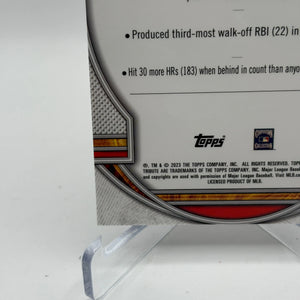 • Produced third-most walk-off RBI (22) in
• Hit 30 more HRs (183) when behind in count than anyo
Topps
®, TM & © 2023 THE TOPPS COMPANY, INC. ALL RIGHTS RESERVED. TOPPS
TRIBUTE ARE TRADEMARKS OF THE TOPPS COMPANY, INC. Major League Baseball
and copyrights are used with permission of Major League Baseball. Visit MLB.com
LICENSED PRODUCT OF MLB.